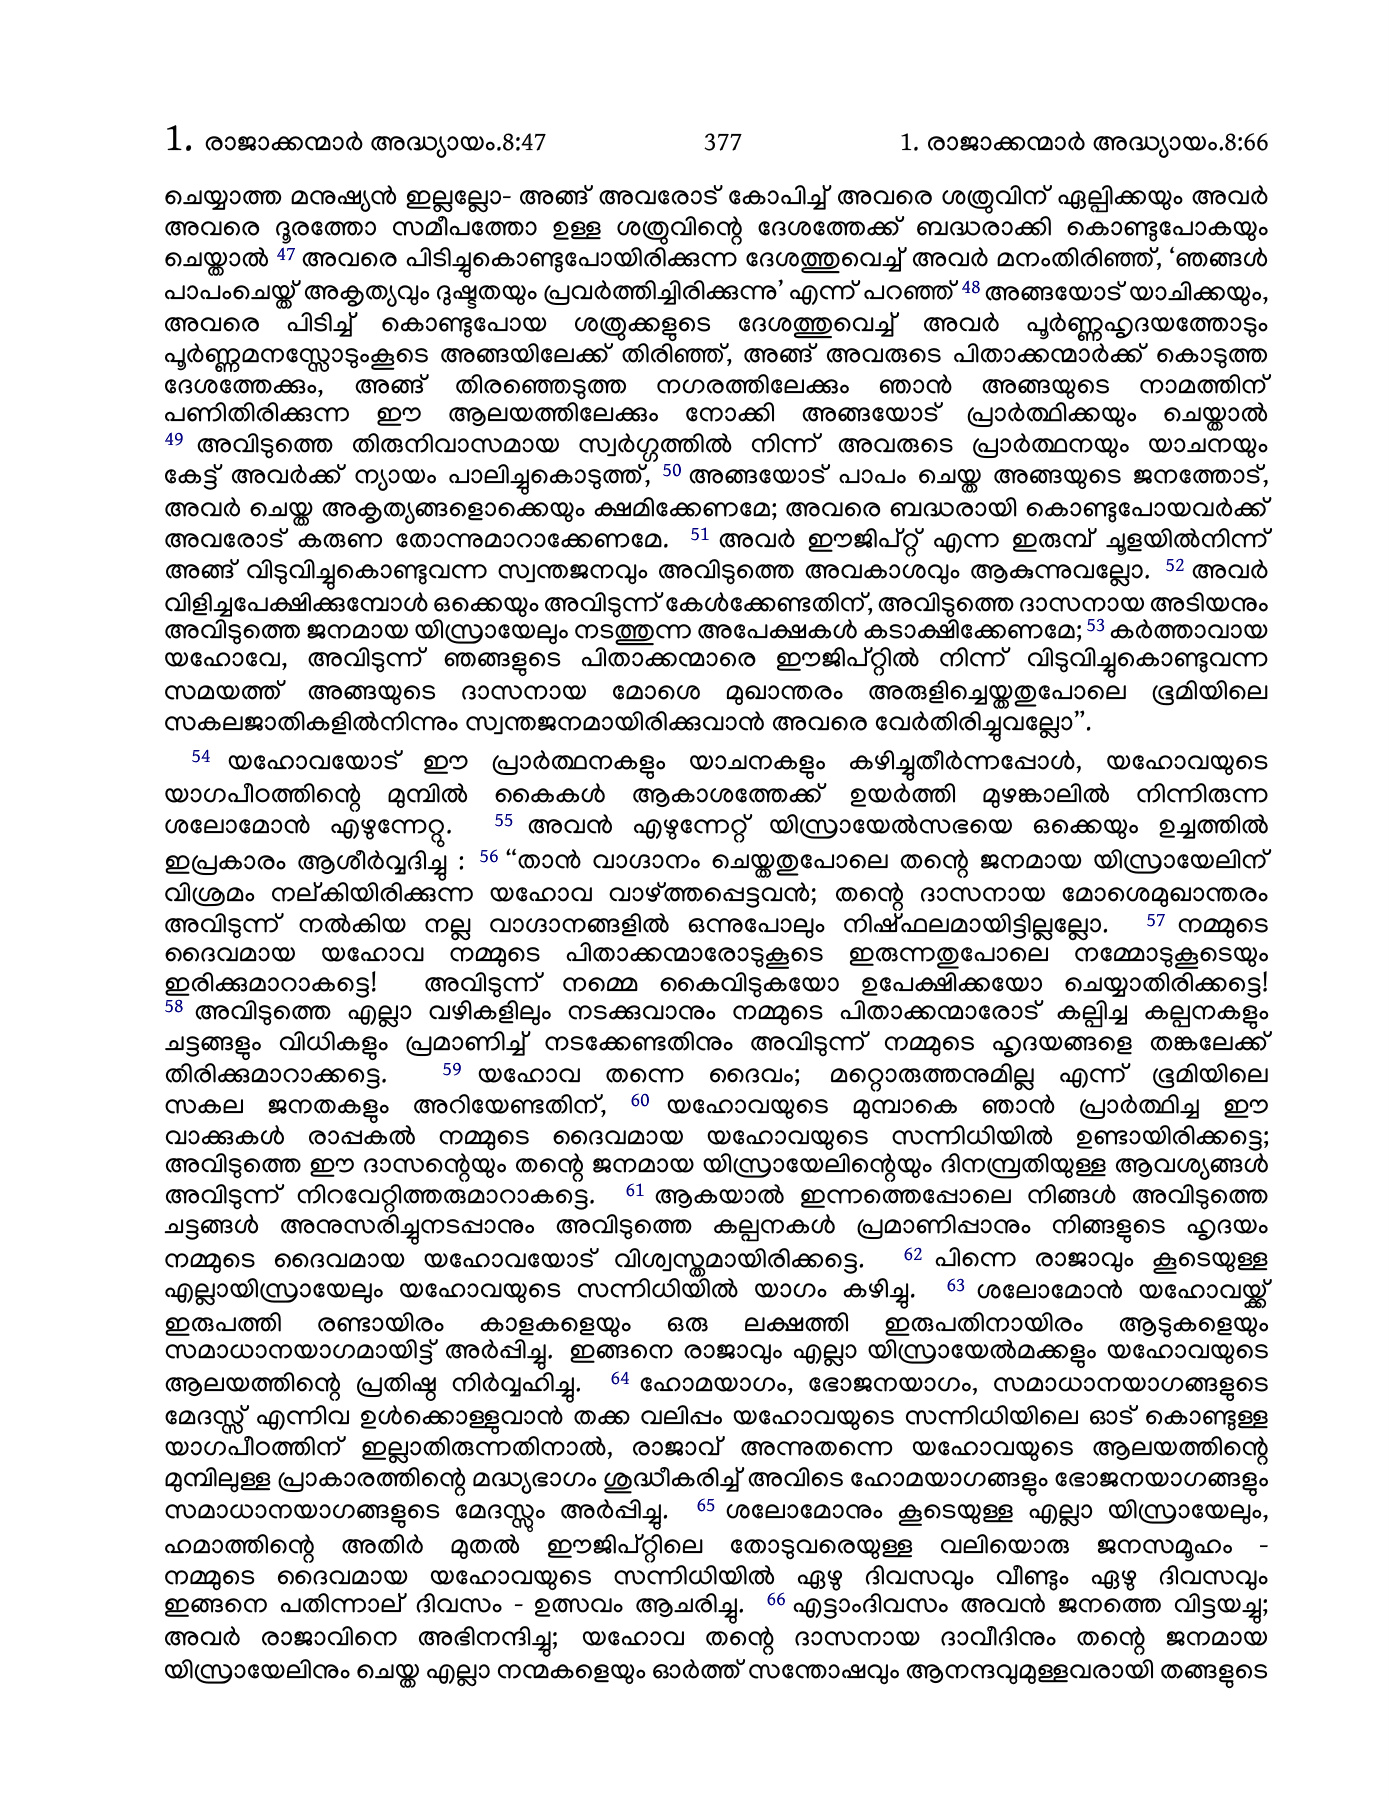 1. രാജാക്കന്മാർ അദ്ധ്യായം.8:47 377 1. രാജാക്കന്മാർ അദ്ധ്യായം.8:66
ചെയ്യാത്ത മനുഷ്യൻ ഇല്ലല്ലോ- അങ്ങ് അവരോട് കോപിച്ച് അവരെ ശത്രുവിന് ഏല്പിക്കയും അവർ
അവരെ ദൂരത്തോ സമീപത്തോ ഉള്ള ശത്രുവിന്റെ ദേശത്തേക്ക് ബദ്ധരാക്കി കൊണ്ടുപോകയും
ചെയ്താൽ 47 അവരെ പിടിച്ചുകൊണ്ടുപോയിരിക്കുന്ന ദേശത്തുവെച്ച് അവർ മനംതിരിഞ്ഞ്, ‘ഞങ്ങൾ
പാപംചെയ്ത് അകൃത്യവും ദുഷ്ടതയും പ്രവർത്തിച്ചിരിക്കുന്നു’ എന്ന് പറഞ്ഞ് 48 അങ്ങയോട് യാചിക്കയും,
അവരെ പിടിച്ച് കൊണ്ടുപോയ ശത്രുക്കളുടെ ദേശത്തുവെച്ച് അവർ പൂർണ്ണഹൃദയത്തോടും
പൂർണ്ണമനസ്സോടുംകൂടെ അങ്ങയിലേക്ക് തിരിഞ്ഞ്, അങ്ങ് അവരുടെ പിതാക്കന്മാർക്ക് കൊടുത്ത
ദേശത്തേക്കും, അങ്ങ് തിരഞ്ഞെടുത്ത നഗരത്തിലേക്കും ഞാൻ അങ്ങയുടെ നാമത്തിന്
പണിതിരിക്കുന്ന ഈ ആലയത്തിലേക്കും നോക്കി അങ്ങയോട് പ്രാർത്ഥിക്കയും ചെയ്താൽ
49 അവിടുത്തെ തിരുനിവാസമായ സ്വർഗ്ഗത്തിൽ നിന്ന് അവരുടെ പ്രാർത്ഥനയും യാചനയും
കേട്ട് അവർക്ക് ന്യായം പാലിച്ചുകൊടുത്ത്, 50 അങ്ങയോട് പാപം ചെയ്ത അങ്ങയുടെ ജനത്തോട്,
അവർ ചെയ്ത അകൃത്യങ്ങളൊക്കെയും ക്ഷമിക്കേണമേ; അവരെ ബദ്ധരായി കൊണ്ടുപോയവർക്ക്
അവരോട് കരുണ തോന്നുമാറാക്കേണമേ. 51 അവർ ഈജിപ്റ്റ് എന്ന ഇരുമ്പ് ചൂളയിൽനിന്ന്
അങ്ങ് വിടുവിച്ചുകൊണ്ടുവന്ന സ്വന്തജനവും അവിടുത്തെ അവകാശവും ആകുന്നുവല്ലോ. 52 അവർ
വിളിച്ചപേക്ഷിക്കുമ്പോൾ ഒക്കെയും അവിടുന്ന് കേൾക്കേണ്ടതിന്, അവിടുത്തെ ദാസനായ അടിയനും
അവിടുത്തെ ജനമായ യിസ്രായേലും നടത്തുന്ന അപേക്ഷകൾ കടാക്ഷിക്കേണമേ; 53 കർത്താവായ
യഹോവേ, അവിടുന്ന് ഞങ്ങളുടെ പിതാക്കന്മാരെ ഈജിപ്റ്റിൽ നിന്ന് വിടുവിച്ചുകൊണ്ടുവന്ന
സമയത്ത് അങ്ങയുടെ ദാസനായ മോശെ മുഖാന്തരം അരുളിച്ചെയ്തതുപോലെ ഭൂമിയിലെ
സകലജാതികളിൽനിന്നും സ്വന്തജനമായിരിക്കുവാൻ അവരെ വേർതിരിച്ചുവല്ലോ”.
54 യഹോവയോട് ഈ പ്രാർത്ഥനകളും യാചനകളും കഴിച്ചുതീർന്നപ്പോൾ, യഹോവയുടെ
യാഗപീഠത്തിന്റെ മുമ്പിൽ കൈകൾ ആകാശത്തേക്ക് ഉയർത്തി മുഴങ്കാലിൽ നിന്നിരുന്ന
ശലോമോൻ എഴുന്നേറ്റു. 55 അവൻ എഴുന്നേറ്റ് യിസ്രായേൽസഭയെ ഒക്കെയും ഉച്ചത്തിൽ
ഇപ്രകാരം ആശീർവ്വദിച്ചു : 56 “താൻ വാഗ്ദാനം ചെയ്തതുപോലെ തന്റെ ജനമായ യിസ്രായേലിന്
വിശ്രമം നല്കിയിരിക്കുന്ന യഹോവ വാഴ്ത്തപ്പെട്ടവൻ; തന്റെ ദാസനായ മോശെമുഖാന്തരം
അവിടുന്ന് നൽകിയ നല്ല വാഗ്ദാനങ്ങളിൽ ഒന്നുപോലും നിഷ്ഫലമായിട്ടില്ലല്ലോ. 57 നമ്മുടെ
ദൈവമായ യഹോവ നമ്മുടെ പിതാക്കന്മാരോടുകൂടെ ഇരുന്നതുപോലെ നമ്മോടുകൂടെയും
ഇരിക്കുമാറാകട്ടെ! അവിടുന്ന് നമ്മെ കൈവിടുകയോ ഉപേക്ഷിക്കയോ ചെയ്യാതിരിക്കട്ടെ!
58 അവിടുത്തെ എല്ലാ വഴികളിലും നടക്കുവാനും നമ്മുടെ പിതാക്കന്മാരോട് കല്പിച്ച കല്പനകളും
ചട്ടങ്ങളും വിധികളും പ്രമാണിച്ച് നടക്കേണ്ടതിനും അവിടുന്ന് നമ്മുടെ ഹൃദയങ്ങളെ തങ്കലേക്ക്
തിരിക്കുമാറാക്കട്ടെ. 59 യഹോവ തന്നെ ദൈവം; മറ്റൊരുത്തനുമില്ല എന്ന് ഭൂമിയിലെ
സകല ജനതകളും അറിയേണ്ടതിന്, 60 യഹോവയുടെ മുമ്പാകെ ഞാൻ പ്രാർത്ഥിച്ച ഈ
വാക്കുകൾ രാപ്പകൽ നമ്മുടെ ദൈവമായ യഹോവയുടെ സന്നിധിയിൽ ഉണ്ടായിരിക്കട്ടെ;
അവിടുത്തെ ഈ ദാസന്റെയും തന്റെ ജനമായ യിസ്രായേലിന്റെയും ദിനമ്പ്രതിയുള്ള ആവശ്യങ്ങൾ
അവിടുന്ന് നിറവേറ്റിത്തരുമാറാകട്ടെ. 61 ആകയാൽ ഇന്നത്തെപ്പോലെ നിങ്ങൾ അവിടുത്തെ
ചട്ടങ്ങൾ അനുസരിച്ചുനടപ്പാനും അവിടുത്തെ കല്പനകൾ പ്രമാണിപ്പാനും നിങ്ങളുടെ ഹൃദയം
നമ്മുടെ ദൈവമായ യഹോവയോട് വിശ്വസ്തമായിരിക്കട്ടെ. 62 പിന്നെ രാജാവും കൂടെയുള്ള
എല്ലായിസ്രായേലും യഹോവയുടെ സന്നിധിയിൽ യാഗം കഴിച്ചു. 63 ശലോമോൻ യഹോവയ്ക്ക്
ഇരുപത്തി രണ്ടായിരം കാളകളെയും ഒരു ലക്ഷത്തി ഇരുപതിനായിരം ആടുകളെയും
സമാധാനയാഗമായിട്ട് അർപ്പിച്ചു. ഇങ്ങനെ രാജാവും എല്ലാ യിസ്രായേൽമക്കളും യഹോവയുടെ
ആലയത്തിന്റെ പ്രതിഷ്ഠ നിർവ്വഹിച്ചു. 64 ഹോമയാഗം, ഭോജനയാഗം, സമാധാനയാഗങ്ങളുടെ
മേദസ്സ് എന്നിവ ഉൾക്കൊള്ളുവാൻ തക്ക വലിപ്പം യഹോവയുടെ സന്നിധിയിലെ ഓട് കൊണ്ടുള്ള
യാഗപീഠത്തിന് ഇല്ലാതിരുന്നതിനാൽ, രാജാവ് അന്നുതന്നെ യഹോവയുടെ ആലയത്തിന്റെ
മുമ്പിലുള്ള പ്രാകാരത്തിന്റെ മദ്ധ്യഭാഗം ശുദ്ധീകരിച്ച് അവിടെ ഹോമയാഗങ്ങളും ഭോജനയാഗങ്ങളും
സമാധാനയാഗങ്ങളുടെ മേദസ്സും അർപ്പിച്ചു. 65 ശലോമോനും കൂടെയുള്ള എല്ലാ യിസ്രായേലും,
ഹമാത്തിന്റെ അതിർ മുതൽ ഈജിപ്റ്റിലെ തോടുവരെയുള്ള വലിയൊരു ജനസമൂഹം -
നമ്മുടെ ദൈവമായ യഹോവയുടെ സന്നിധിയിൽ ഏഴു ദിവസവും വീണ്ടും ഏഴു ദിവസവും
ഇങ്ങനെ പതിന്നാല് ദിവസം - ഉത്സവം ആചരിച്ചു. 66 എട്ടാംദിവസം അവൻ ജനത്തെ വിട്ടയച്ചു;
അവർ രാജാവിനെ അഭിനന്ദിച്ചു; യഹോവ തന്റെ ദാസനായ ദാവീദിനും തന്റെ ജനമായ
യിസ്രായേലിനും ചെയ്ത എല്ലാ നന്മകളെയും ഓർത്ത് സന്തോഷവും ആനന്ദവുമുള്ളവരായി തങ്ങളുടെ